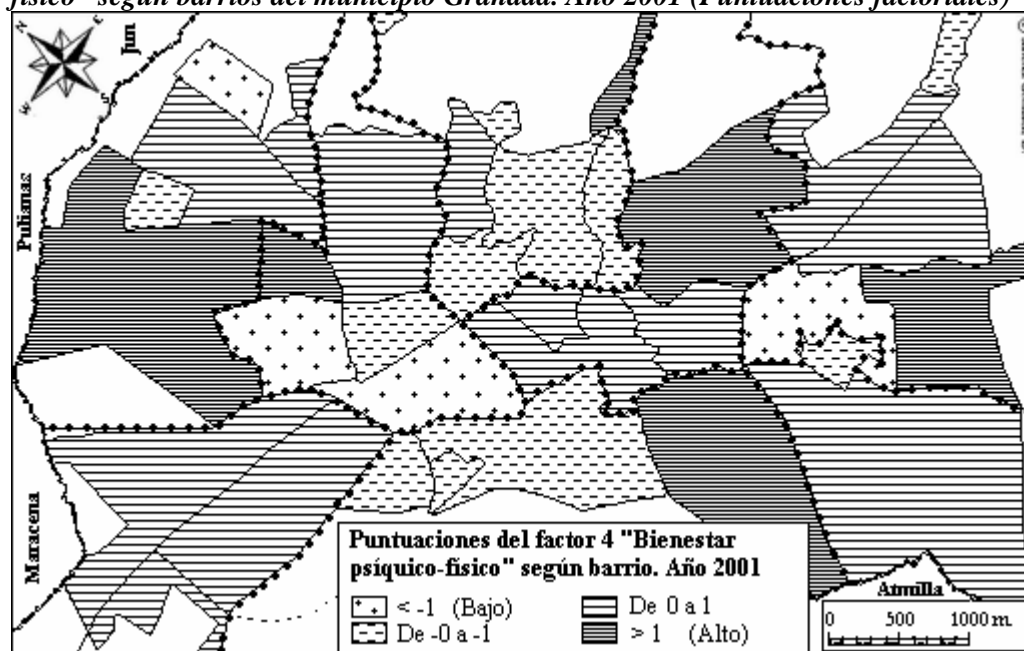 físico" según barrios del municipio Granada. Año 2001 (Puntuaciones factoriales)
N
E
W
S
Jun
Pulianas
Maracena
Puntuaciones del factor 4 "Bienestar
psíquico-físico" según barrio. Año 2001
< -1 (Bajo)
De 0 a 1
De -0 a -1
> 1 (Alto)
Atmilla
0 500 1000 m.